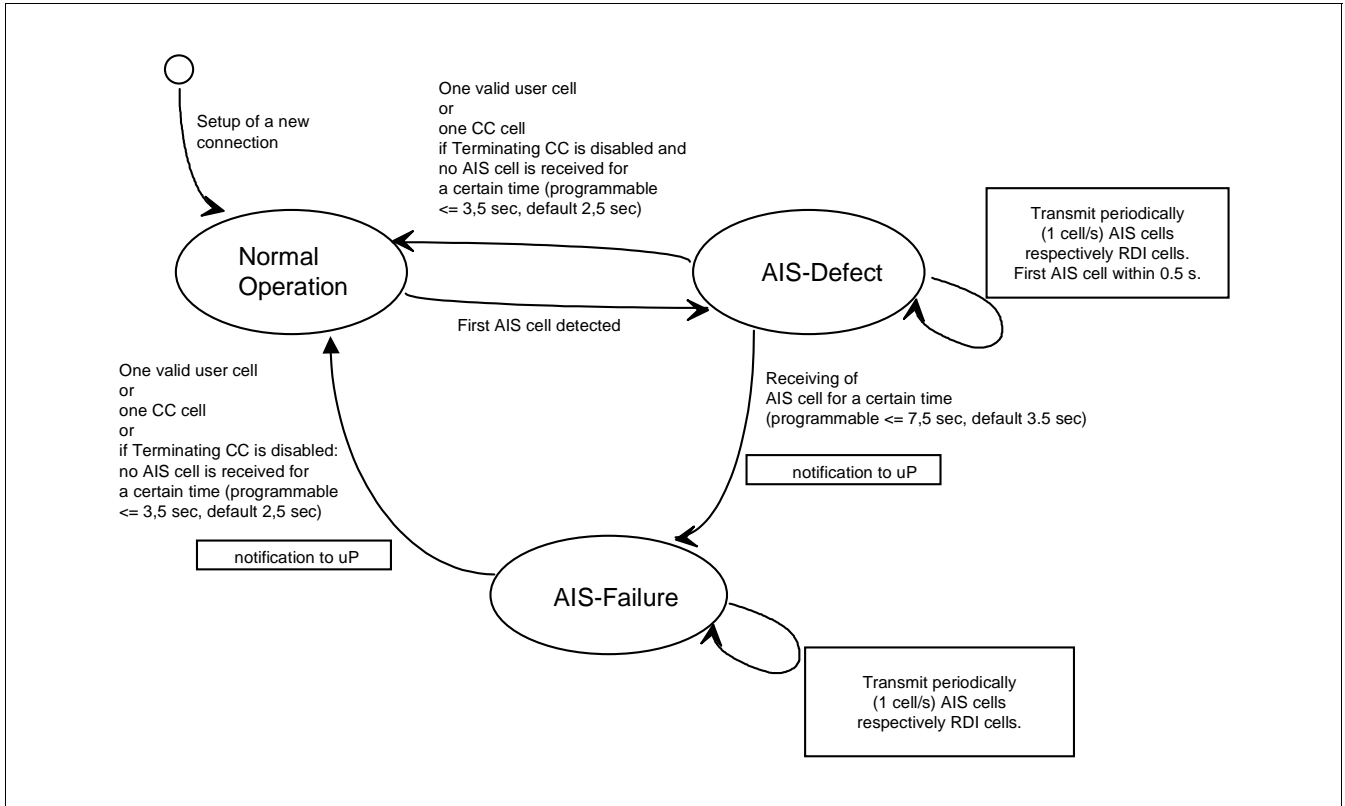 Setup of a new
connection
One valid user cell
or
one CC cell
if Terminating CC is disabled and
no AIS cell is received for
a certain time (programmable
<= 3,5 sec, default 2,5 sec)
Transmit periodically
(1 cell/s) AIS cells
respectively RDI cells.
First AIS cell within 0.5 s.
Normal
Operation
AIS-Defect
First AIS cell detected
One valid user cell
or
one CC cell
or
if Terminating CC is disabled:
no AIS cell is received for
a certain time (programmable
<= 3,5 sec, default 2,5 sec)
notification to uP
Receiving of
AIS cell for a certain time
(programmable <= 7,5 sec, default 3.5 sec)
notification to uP
AIS-Failure
Transmit periodically
(1 cell/s) AIS cells
respectively RDI cells.